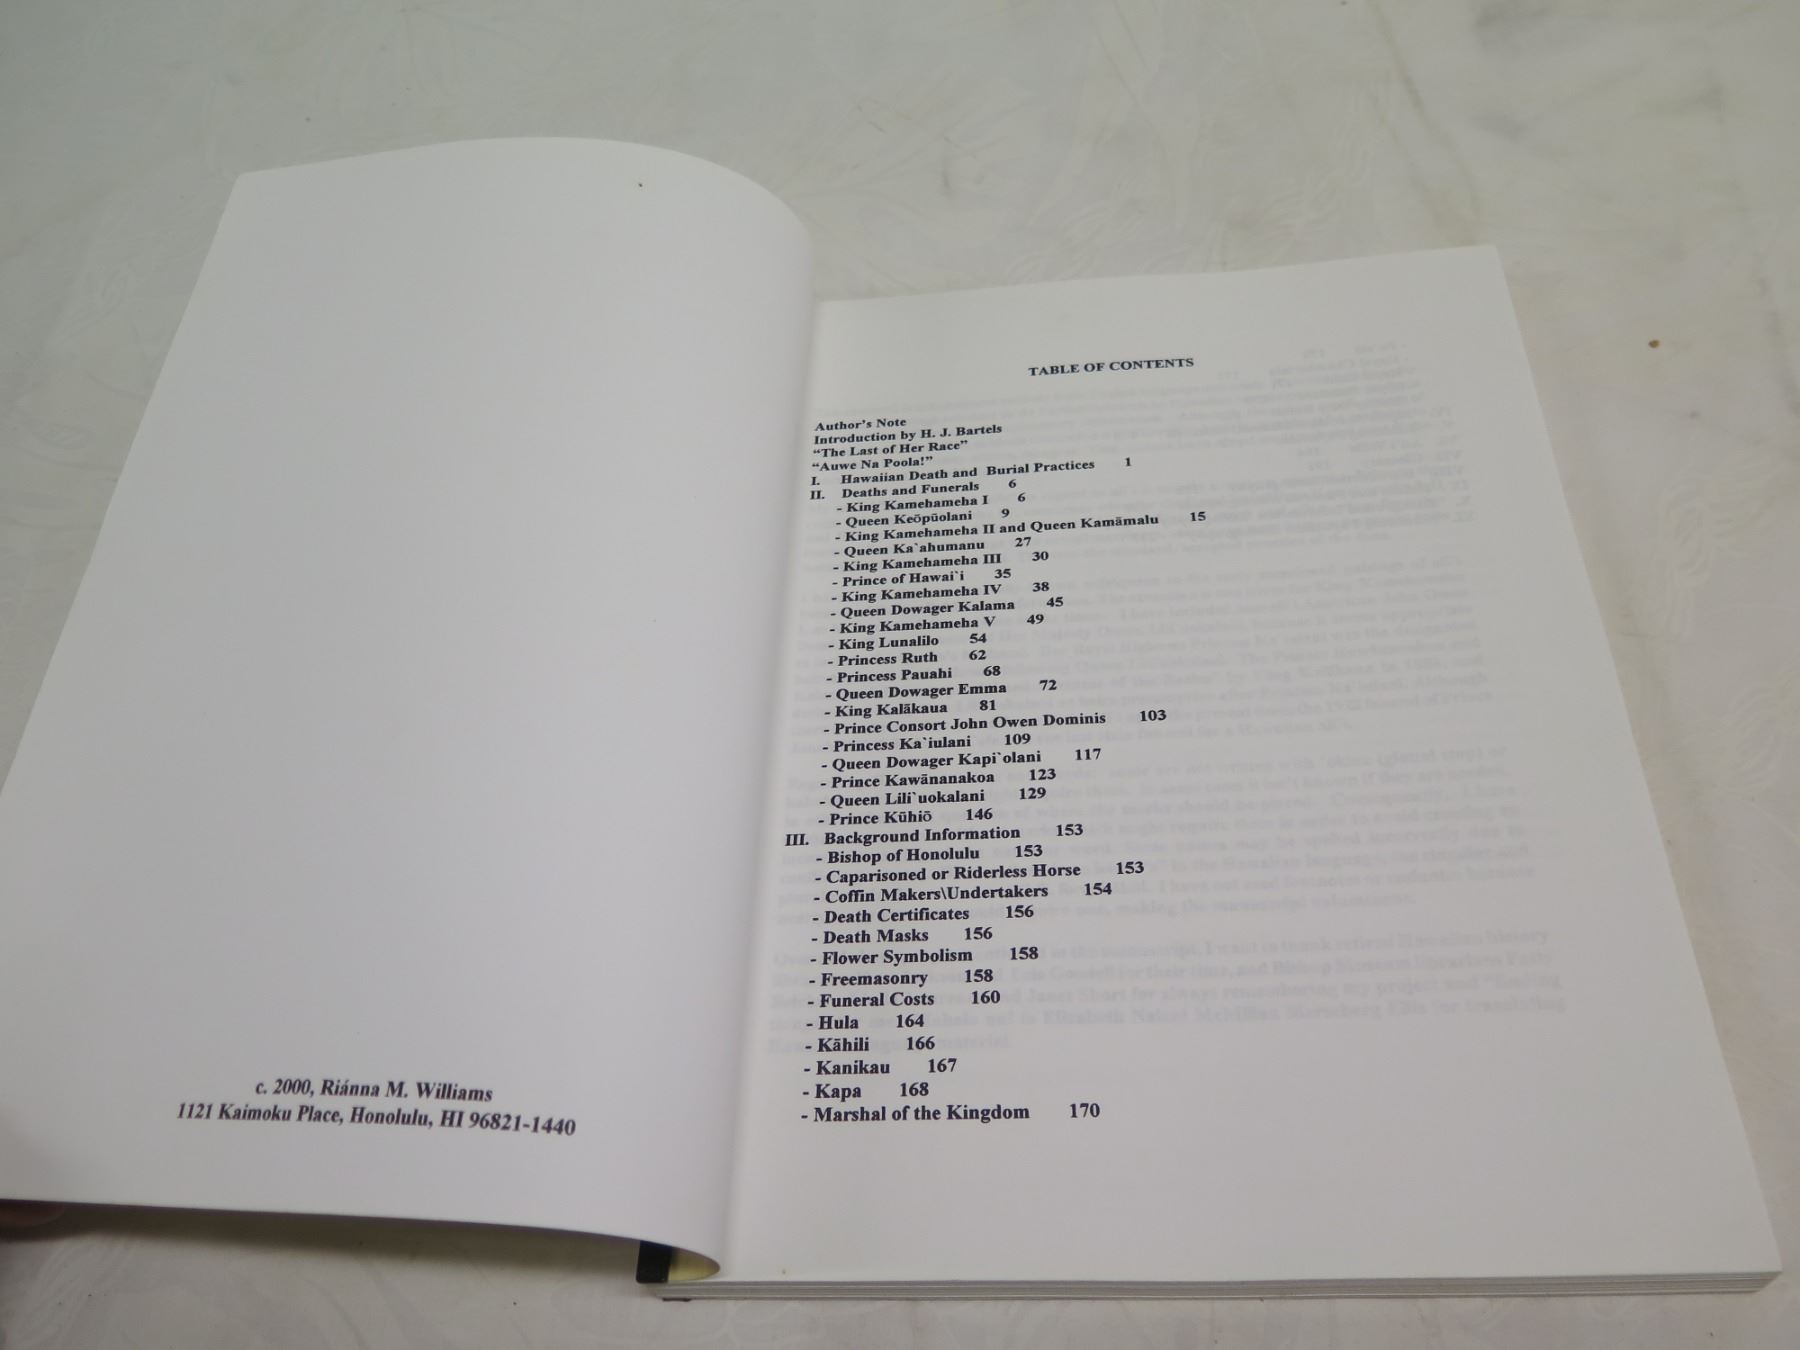 c. 2000, Riánna M. Williams
1121 Kaimoku Place, Honolulu, HI 96821-1440
TABLE OF CONTENTS
Author's Note
Introduction by H. J. Bartels
"The Last of Her Race"
"Auwe Na Poola!"
I. Hawaiian Death and Burial Practices 1
II. Deaths and Funerals 6
- King Kamehameha I 6
- Queen Keōpūolani 9
- King Kamehameha II and Queen Kamāmalu 15
- Queen Ka`ahumanu 27
- King Kamehameha III 30
- Prince of Hawai`i 35
- King Kamehameha IV 38
- Queen Dowager Kalama 45
- King Kamehameha V 49
- King Lunalilo 54
- Princess Ruth 62
- Princess Pauahi 68
- Queen Dowager Emma 72
- King Kalākaua 81
- Prince Consort John Owen Dominis 103
- Princess Ka`iulani 109
- Queen Dowager Kapi`olani 117
- Prince Kawānanakoa 123
- Queen Lili`uokalani 129
- Prince Kūhiō 146
III. Background Information 153
- Bishop of Honolulu 153
- Caparisoned or Riderless Horse 153
- Coffin Makers\Undertakers 154
- Death Certificates 156
- Death Masks 156
- Flower Symbolism 158
- Freemasonry 158
- Funeral Costs 160
- Hula 164
- Kāhili 166
- Kanikau 167
- Kapa 168
- Marshal of the Kingdom 170